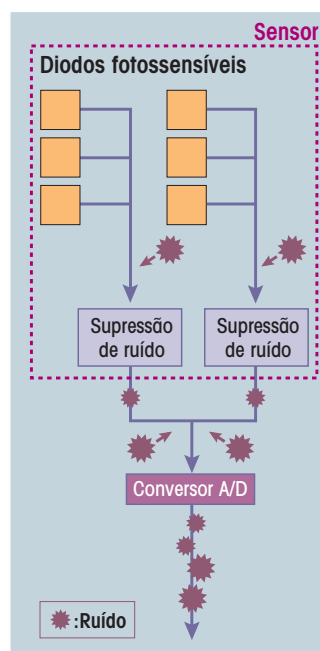 Sensor
Diodos fotossensíveis
Supressão
de ruído
Supressão
de ruído
Conversor A/D
:Ruído